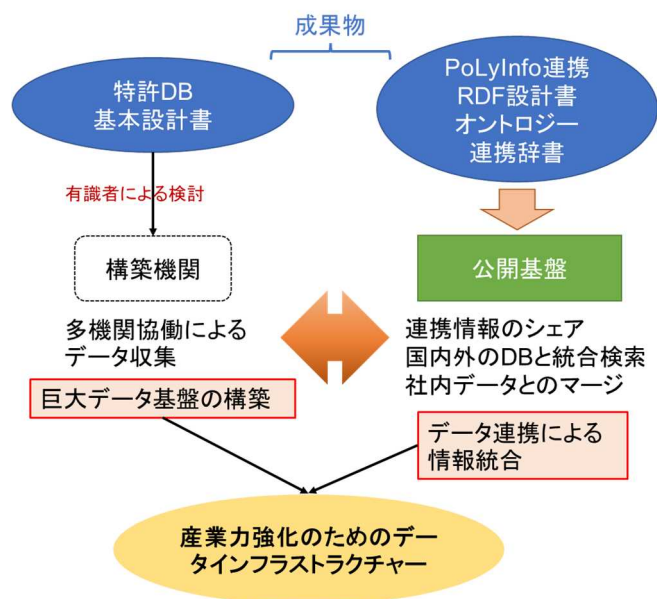 成果物
特許DB
基本設計書
PoLyInfo連携
RDF設計書
オントロジー
連携辞書
有識者による検討
構築機関
公開基盤
多機関協働による
データ収集
連携情報のシェア
国内外のDBと統合検索
社内データとのマージ
巨大データ基盤の構築
データ連携による
情報統合
産業力強化のためのデー
タインフラストラクチャー